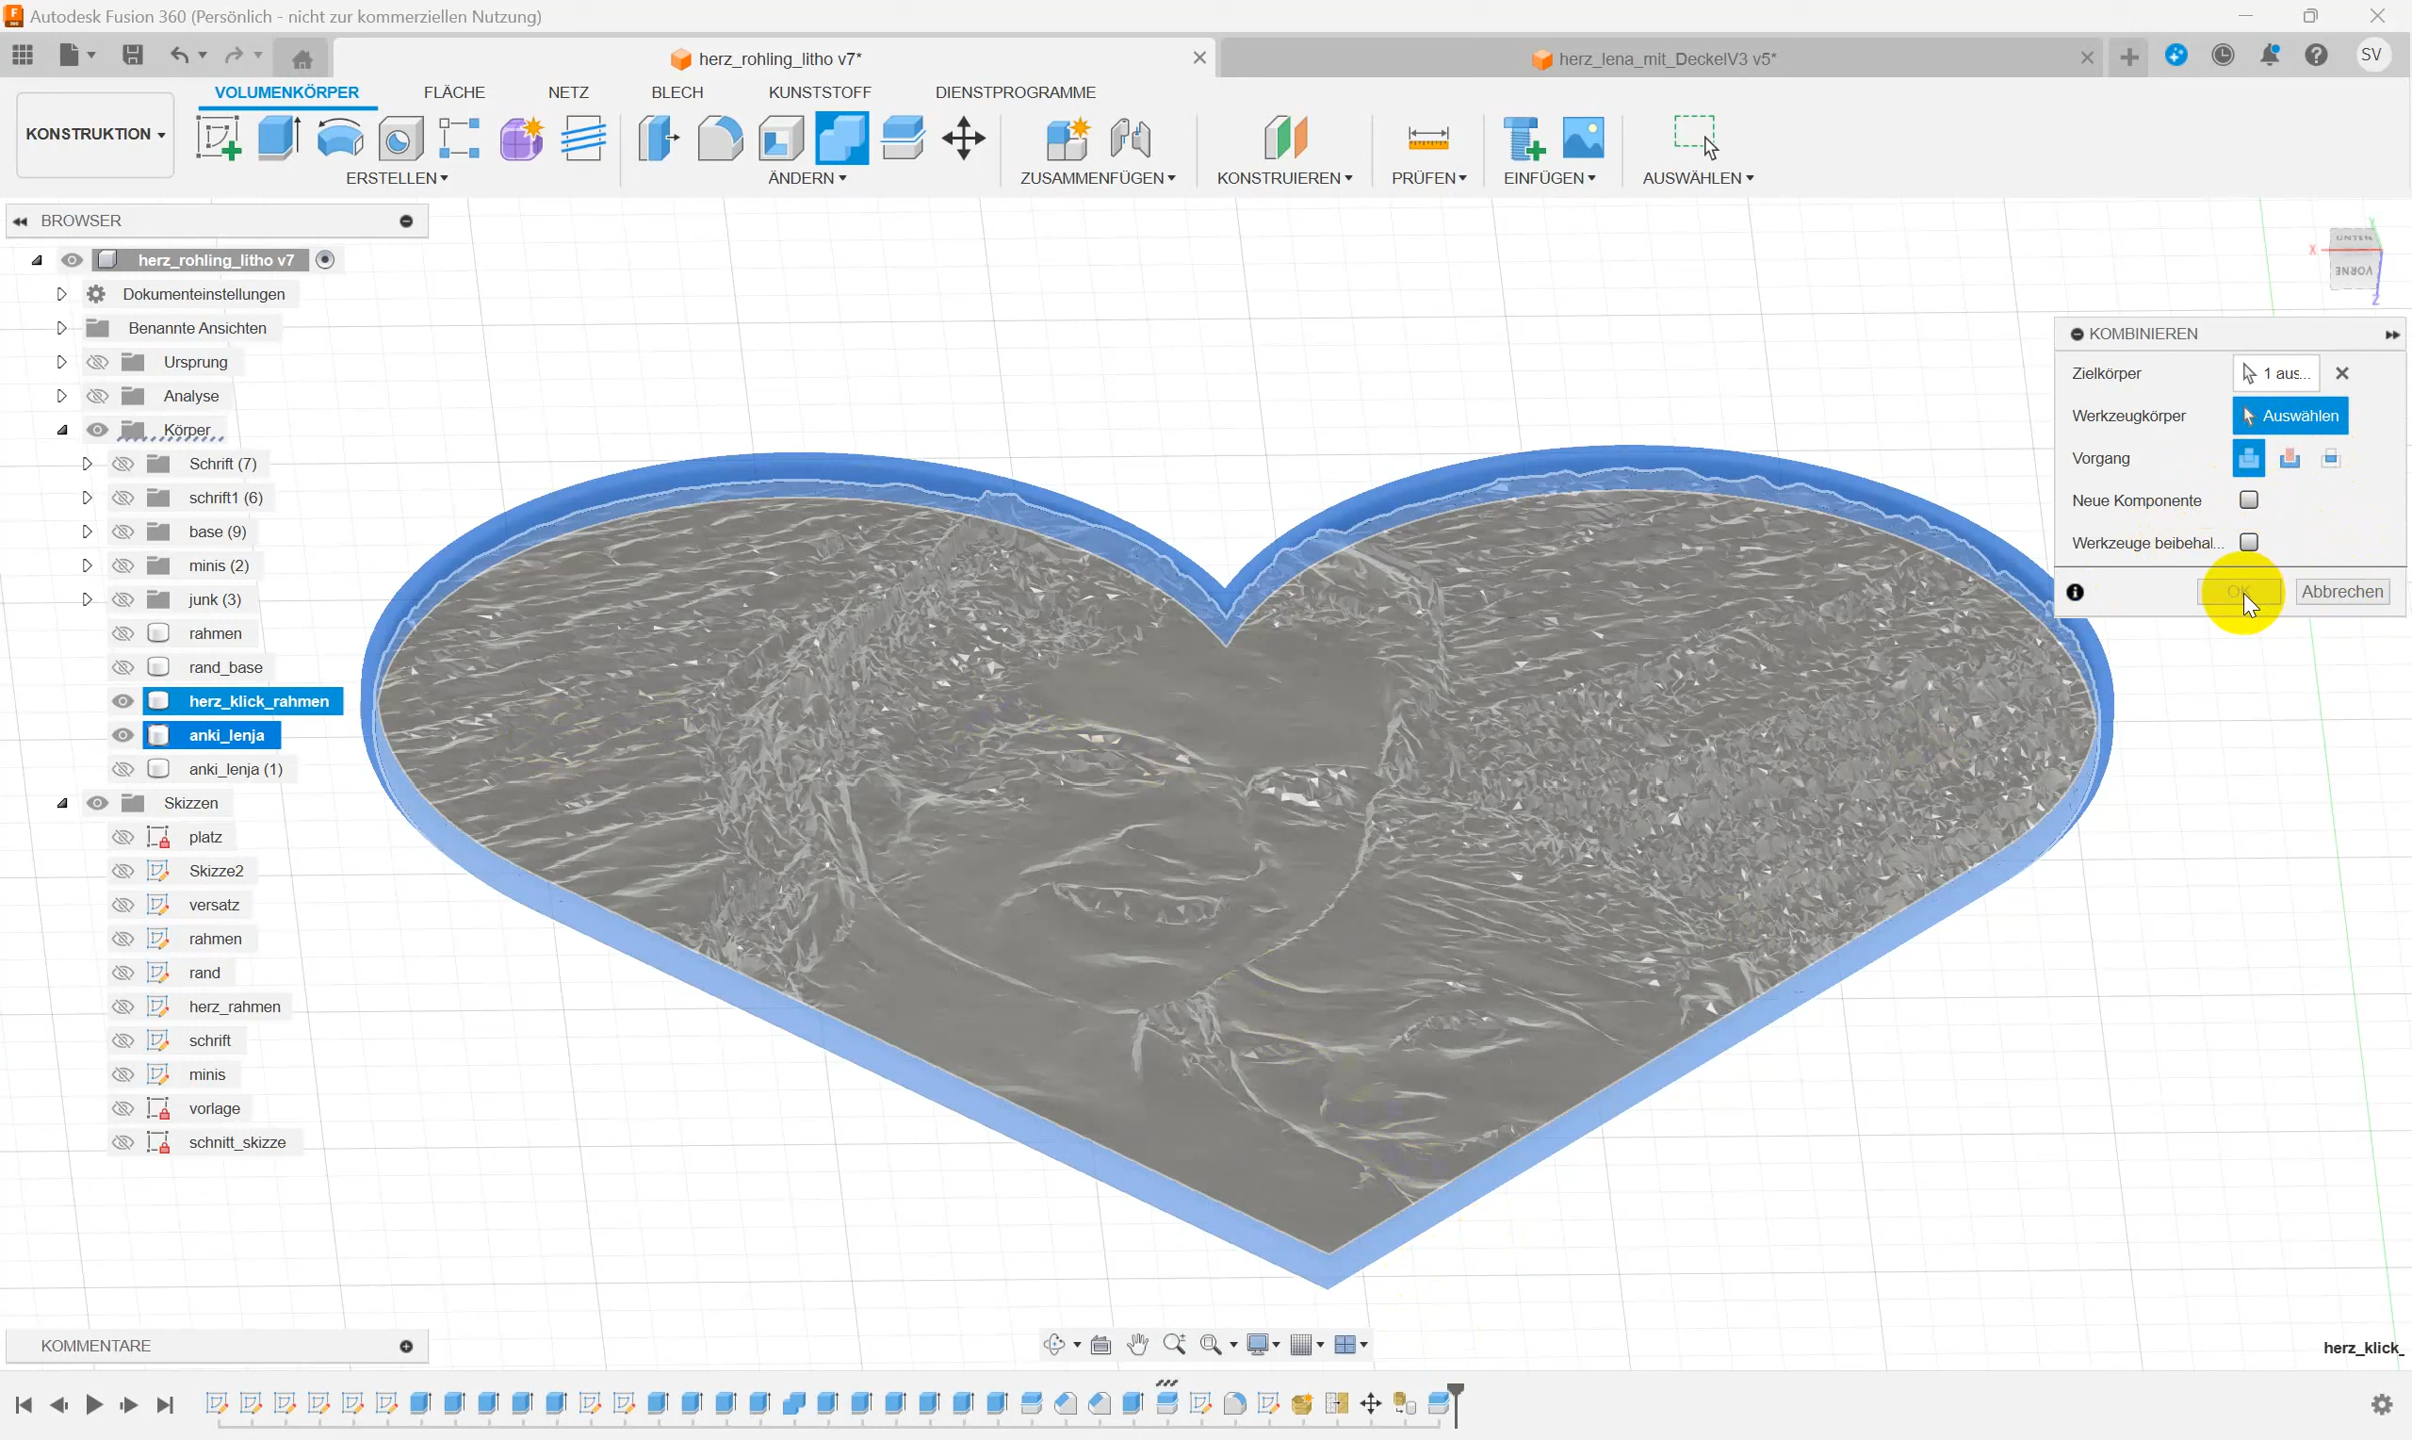 Autodesk Fusion 360 (Persönlich - nicht zur kommerziellen Nutzung)
herz_rohling_litho v7*
herz_lena_mit_DeckelV3 v5*
SV
VOLUMENKÖRPER FLÄCHE NETZ BLECH KUNSTSTOFF DIENSTPROGRAMME
KONSTRUKTION
ERSTELLEN ÄNDERN ZUSAMMENFÜGEN KONSTRUIEREN PRÜFEN EINFÜGEN AUSWÄHLEN
BROWSER
herz_rohling_litho v7
Dokumenteinstellungen
Benannte Ansichten
Ursprung
Analyse
Körper
Schrift (7)
schrift1 (6)
base (9)
minis (2)
junk (3)
rahmen
rand_base
herz_klick_rahmen
anki_lenja
anki_lenja (1)
Skizzen
platz
Skizze2
versatz
rahmen
rand
herz_rahmen
schrift
minis
vorlage
schnitt_skizze
UNTEN
VORNE
X
Z
KOMBINIEREN
Zielkörper 1 aus...
Werkzeugkörper Auswählen
Vorgang
Neue Komponente
Werkzeuge beibehal...
OK Abbrechen
KOMMENTARE
herz_klick_